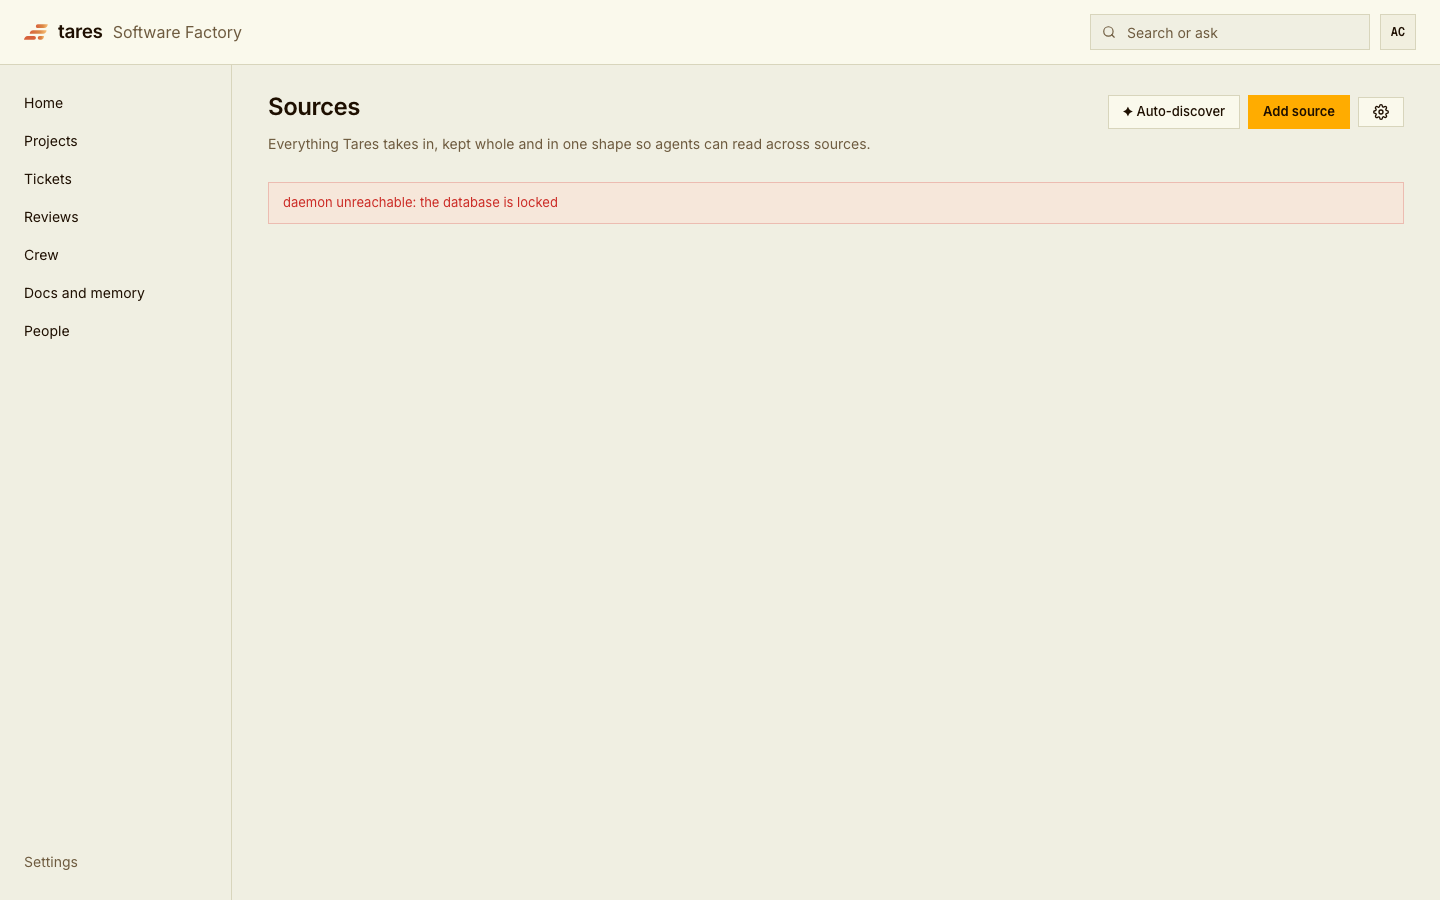 tares Software Factory
Search or ask
AC
Home
Projects
Tickets
Reviews
Crew
Docs and memory
People
Settings
Sources
✦ Auto-discover
Add source
Everything Tares takes in, kept whole and in one shape so agents can read across sources.
daemon unreachable: the database is locked